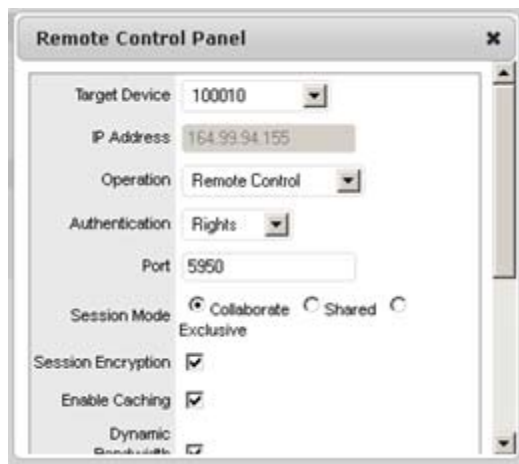 Remote Control Panel
Target Device 100010
IP Address 164.99.94.155
Operation Remote Control
Authentication Rights
Port 5950
Session Mode Collaborate Shared
Exclusive
Session Encryption
Enable Caching
Dynamic
Bandwidth